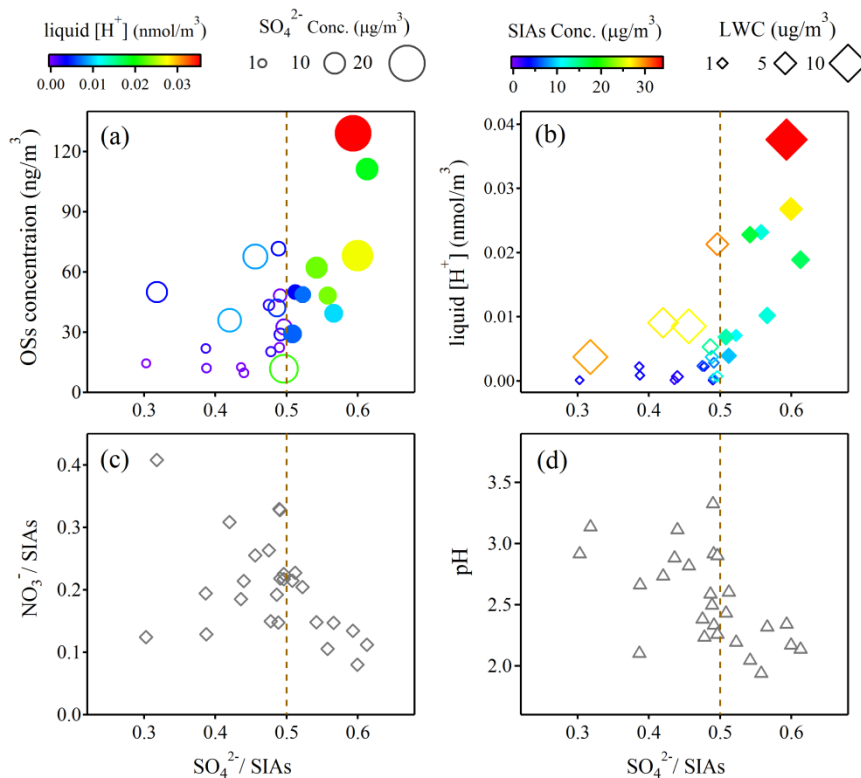 liquid [H⁺] (nmol/m³)
0.00 0.01 0.02 0.03
SO₄²⁻ Conc. (μg/m³)
1 10 20
SIAs Conc. (μg/m³)
0 10 20 30
LWC (ug/m³)
1 5 10
(a)
OSs concentraion (ng/m³)
120
90
60
30
0
0.3 0.4 0.5 0.6
(b)
liquid [H⁺] (nmol/m³)
0.04
0.03
0.02
0.01
0.00
0.3 0.4 0.5 0.6
(c)
NO₃⁻/ SIAs
0.4
0.3
0.2
0.1
0.0
0.3 0.4 0.5 0.6
SO₄²⁻/ SIAs
(d)
pH
3.5
3.0
2.5
2.0
0.3 0.4 0.5 0.6
SO₄²⁻/ SIAs